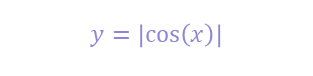 y = |cos(x)|